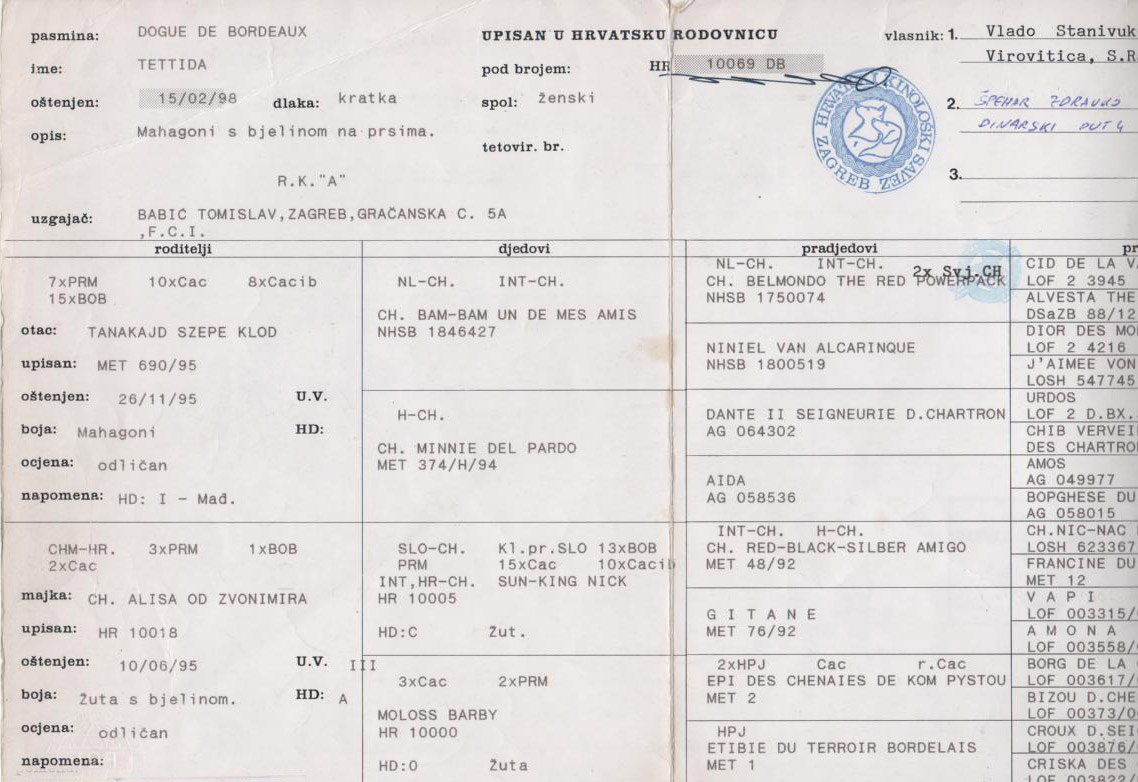 pasmina: DOGUE DE BORDEAUX
UPISAN U HRVATSKU RODOVNICU
vlasnik: 1. Vlado Stanivuk
ime: TETTIDA
pod brojem: HR 10069 DB
Virovitica, S.R
oštenjen: 15/02/98 dlaka: kratka spol: ženski
2. ŠPEHAR ZDRAVKO
DINARSKI PUT 4
opis: Mahagoni s bjelinom na prsima.
tetovir. br.
HRVATSKI KINOLOŠKI SAVEZ ZAGREB
3.
R.K."A"
uzgajač: BABIĆ TOMISLAV,ZAGREB,GRAČANSKA C. 5A
,F.C.I.
roditelji
7xPRM 10xCac 8xCacib
15xBOB
otac: TANAKAJD SZEPE KLOD
upisan: MET 690/95
oštenjen: 26/11/95 U.V.
boja: Mahagoni HD:
ocjena: odličan
napomena: HD: I - Mađ.
CHM-HR. 3xPRM 1xBOB
2xCac
majka: CH. ALISA OD ZVONIMIRA
upisan: HR 10018
oštenjen: 10/06/95 U.V. III
boja: Žuta s bjelinom. HD: A
ocjena: odličan
napomena:
djedovi
NL-CH. INT-CH.
CH. BAM-BAM UN DE MES AMIS
NHSB 1846427
H-CH.
CH. MINNIE DEL PARDO
MET 374/H/94
SLO-CH. Kl.pr.SLO 13xBOB
PRM 15xCac 10xCacib
INT,HR-CH. SUN-KING NICK
HR 10005
HD:C Žut.
3xCac 2xPRM
MOLOSS BARBY
HR 10000
HD:0 Žuta
pradjedovi
NL-CH. INT-CH. 2x Svj.CH
CH. BELMONDO THE RED POWERPACK
NHSB 1750074
NINIEL VAN ALCARINQUE
NHSB 1800519
DANTE II SEIGNEURIE D.CHARTRON
AG 064302
AIDA
AG 058536
INT-CH. H-CH.
CH. RED-BLACK-SILBER AMIGO
MET 48/92
G I T A N E
MET 76/92
2xHPJ Cac r.Cac
EPI DES CHENAIES DE KOM PYSTOU
MET 2
HPJ
ETIBIE DU TERROIR BORDELAIS
MET 1
pr
CID DE LA V
LOF 2 3945
ALVESTA THE
DSaZB 88/12
DIOR DES MO
LOF 2 4216
J'AIMEE VON
LOSH 547745
URDOS
LOF 2 D.BX.
CHIB VERVEI
DES CHARTRO
AMOS
AG 049977
BOPGHESE DU
AG 058015
CH.NIC-NAC
LOSH 623367
FRANCINE DU
MET 12
V A P I
LOF 003315/
A M O N A
LOF 003558/
BORG DE LA
LOF 003617/
BIZOU D.CHE
LOF 00373/0
CROUX D.SEI
LOF 003876/
CRISKA DES